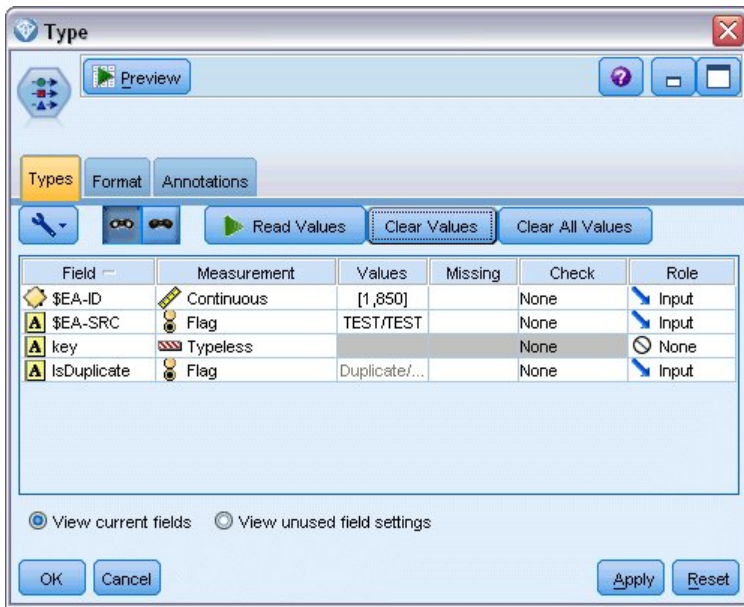 Type
Preview
Types Format Annotations
Read Values Clear Values Clear All Values
Field Measurement Values Missing Check Role
$EA-ID Continuous [1,850] None Input
A $EA-SRC Flag TEST/TEST None Input
A key Typeless None None
A IsDuplicate Flag Duplicate/... None Input
View current fields View unused field settings
OK Cancel Apply Reset